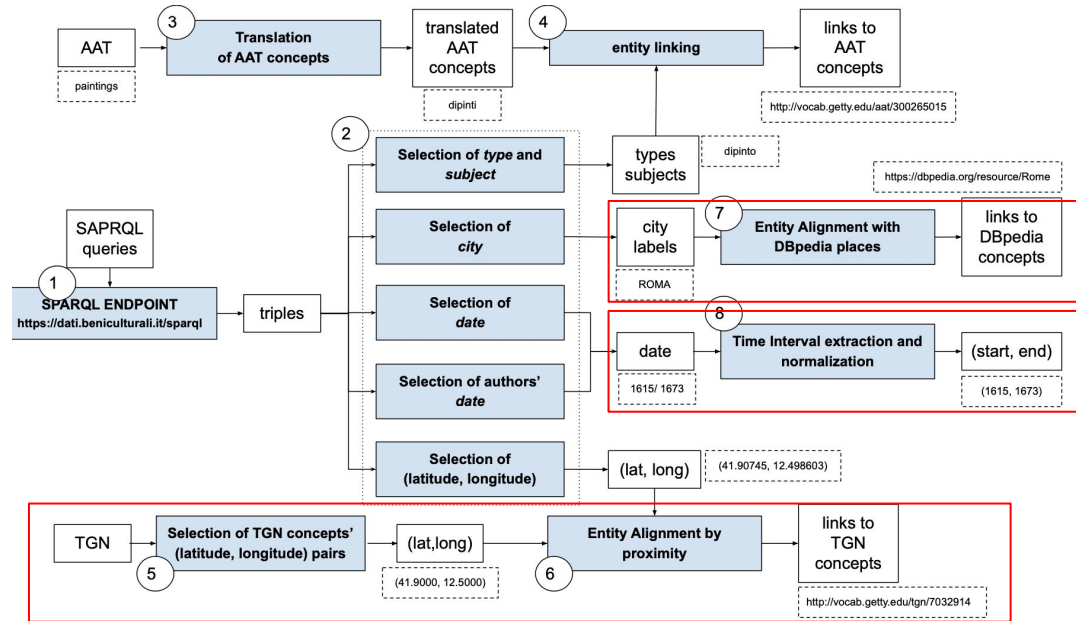 3
AAT
paintings
Translation
of AAT concepts
translated
AAT
concepts
dipinti
4
entity linking
links to
AAT
concepts
http://vocab.getty.edu/aat/300265015
2
Selection of type and
subject
types
subjects
dipinto
https://dbpedia.org/resource/Rome
SAPRQL
queries
1
SPARQL ENDPOINT
https://dati.beniculturali.it/sparql
triples
Selection of
city
city
labels
ROMA
7
Entity Alignment with
DBpedia places
links to
DBpedia
concepts
Selection of
date
Selection of authors'
date
date
1615/ 1673
8
Time Interval extraction and
normalization
(start, end)
(1615, 1673)
Selection of
(latitude, longitude)
(lat, long)
(41.90745, 12.498603)
TGN
Selection of TGN concepts'
(latitude, longitude) pairs
5
(lat,long)
(41.9000, 12.5000)
Entity Alignment by
proximity
6
links to
TGN
concepts
http://vocab.getty.edu/tgn/7032914